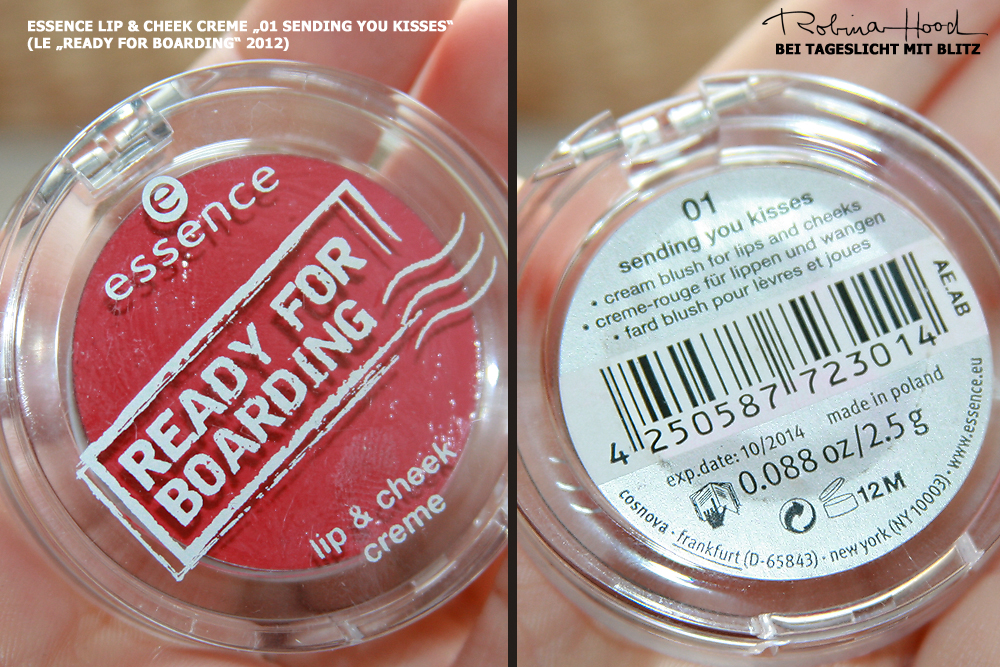 ESSENCE LIP & CHEEK CREME „01 SENDING YOU KISSES“
(LE „READY FOR BOARDING“ 2012)
Robina Hood
BEI TAGESLICHT MIT BLITZ
e
essence
READY FOR
BOARDING
lip & cheek
creme
01
sending you kisses
• cream blush for lips and cheeks
• creme-rouge für lippen und wangen
• fard blush pour lèvres et joues
AE.AB
4 250587 723014
exp.date: 10/2014 made in poland
0.088 oz/2.5 g
12M
cosnova · frankfurt (D-65843) · new york (NY 10003) · www.essence.eu